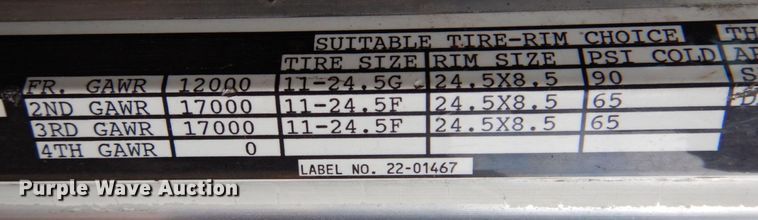 SUITABLE TIRE-RIM CHOICE TH
TIRE SIZE RIM SIZE PSI COLD
FR. GAWR 12000 11-24.5G 24.5X8.5 90
2ND GAWR 17000 11-24.5F 24.5X8.5 65
3RD GAWR 17000 11-24.5F 24.5X8.5 65
4TH GAWR 0
LABEL NO. 22-01467
Purple Wave Auction